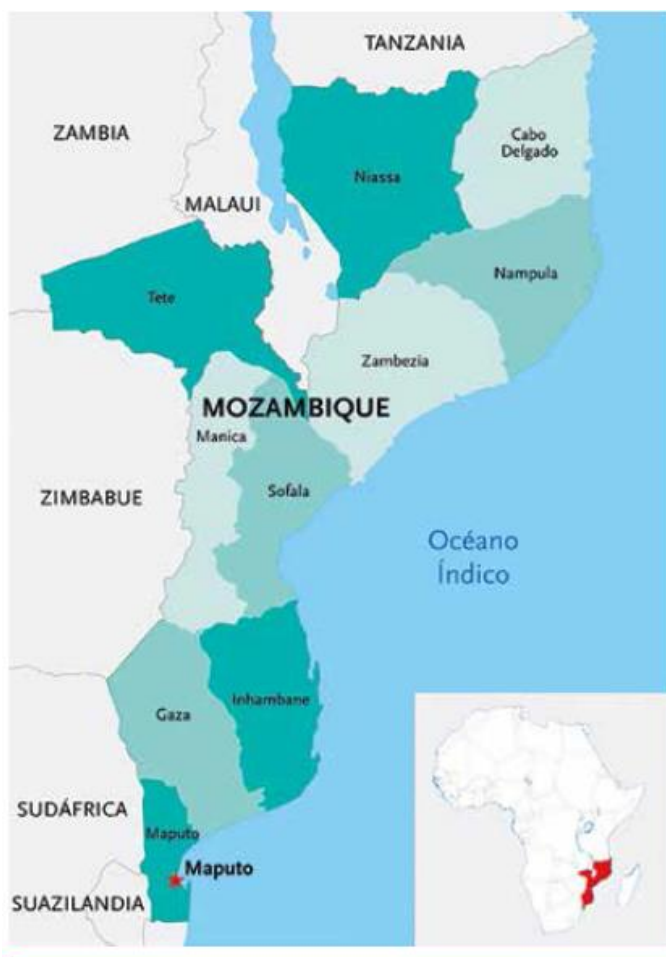 TANZANIA
ZAMBIA
Cabo
Delgado
Niassa
MALAUI
Nampula
Tete
Zambezia
MOZAMBIQUE
Manica
Sofala
ZIMBABUE
Océano
Índico
Inhambane
Gaza
SUDÁFRICA
Maputo
Maputo
SUAZILANDIA